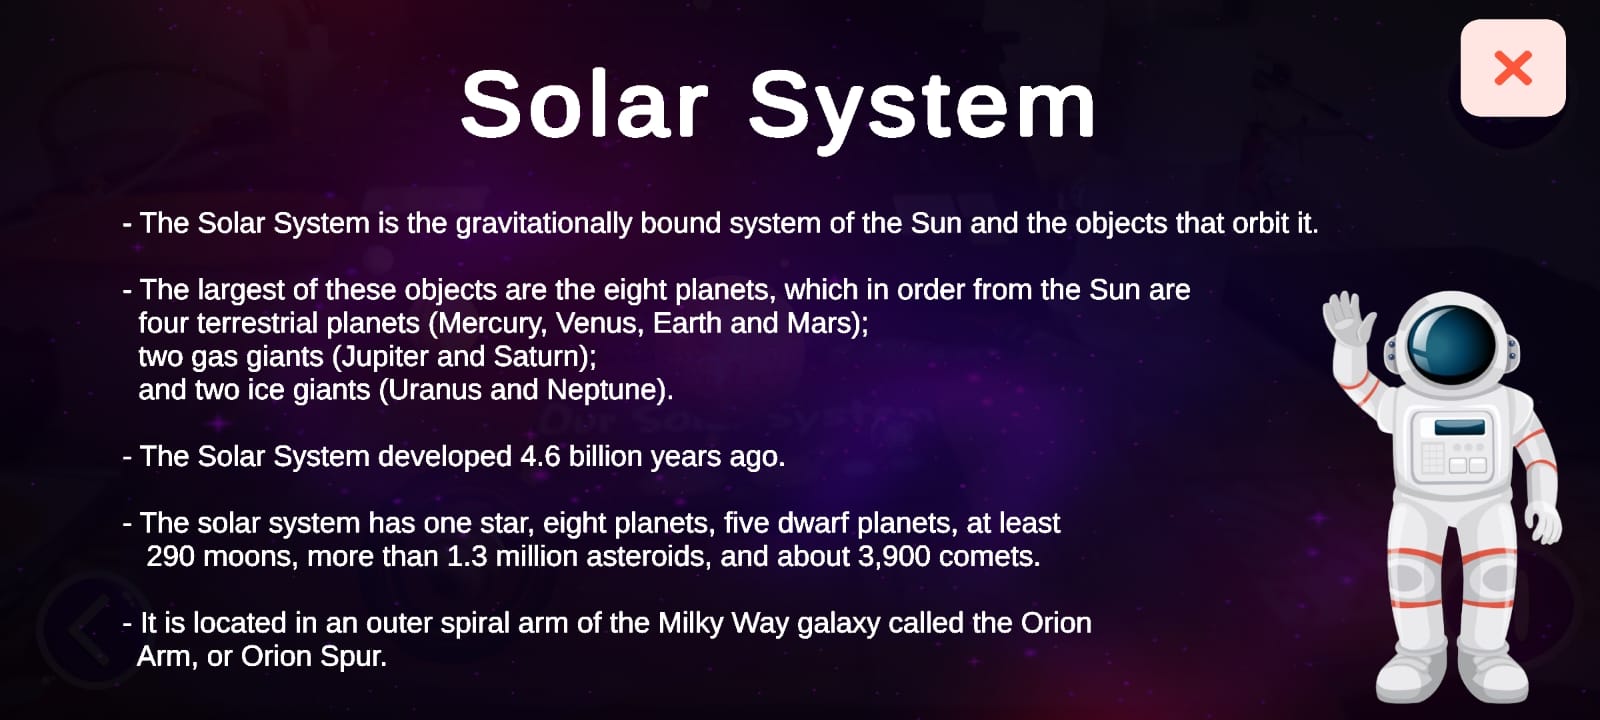 Solar System
- The Solar System is the gravitationally bound system of the Sun and the objects that orbit it.
- The largest of these objects are the eight planets, which in order from the Sun are
four terrestrial planets (Mercury, Venus, Earth and Mars);
two gas giants (Jupiter and Saturn);
and two ice giants (Uranus and Neptune).
Our Solar System
- The Solar System developed 4.6 billion years ago.
- The solar system has one star, eight planets, five dwarf planets, at least
290 moons, more than 1.3 million asteroids, and about 3,900 comets.
- It is located in an outer spiral arm of the Milky Way galaxy called the Orion
Arm, or Orion Spur.